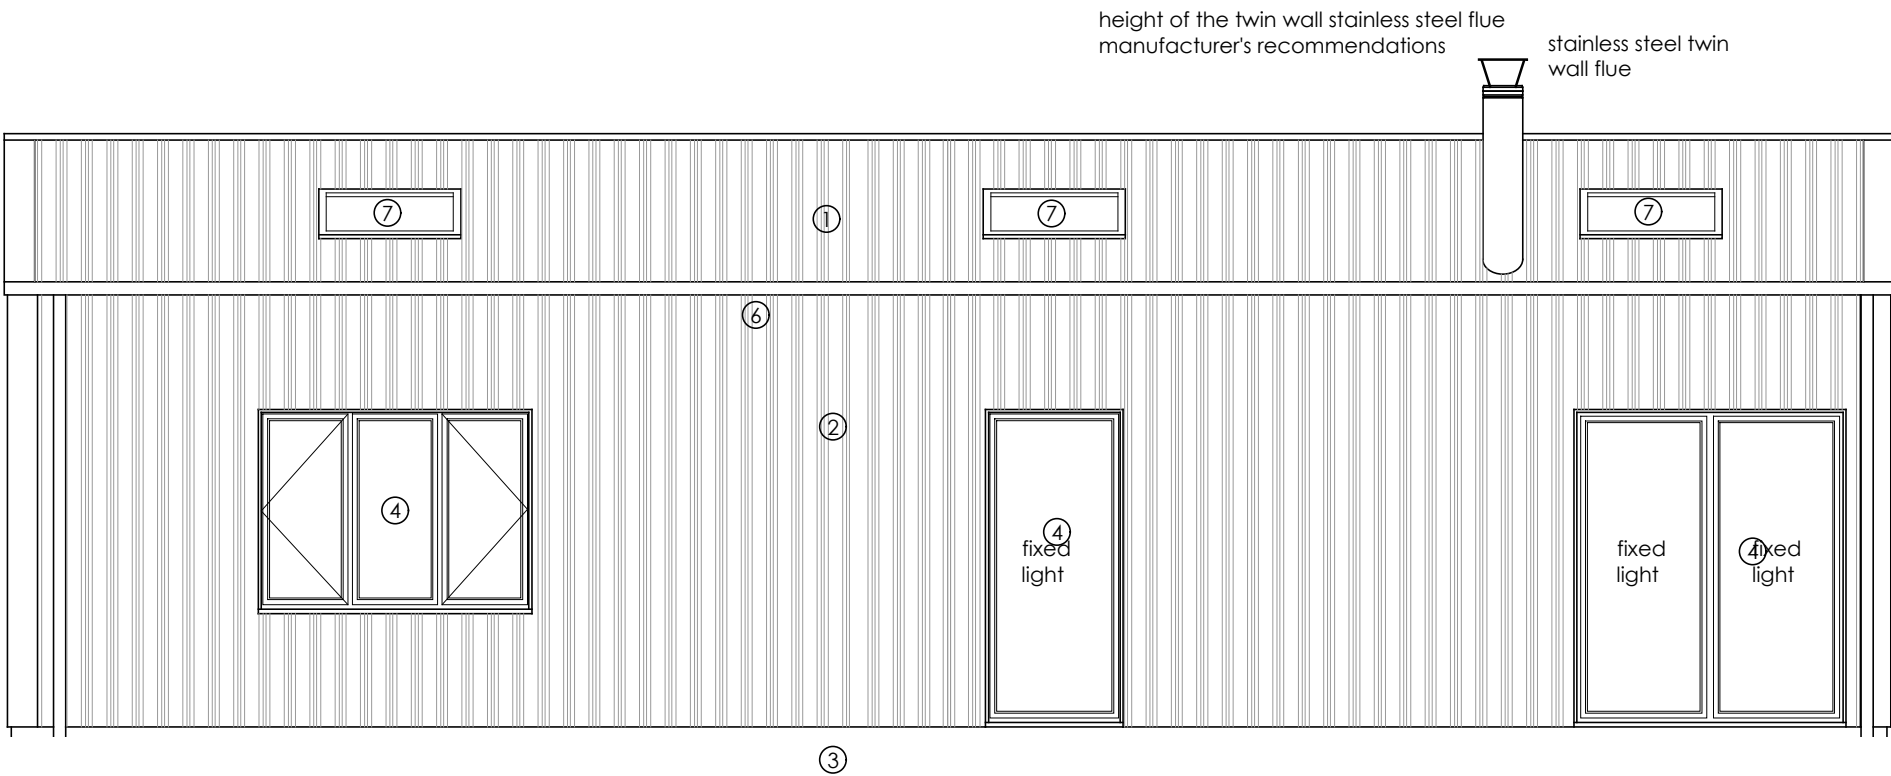 height of the twin wall stainless steel flue
manufacturer's recommendations
stainless steel twin
wall flue
7
1
7
7
6
2
4
4
fixed
light
fixed
light
4
fixed
light
3